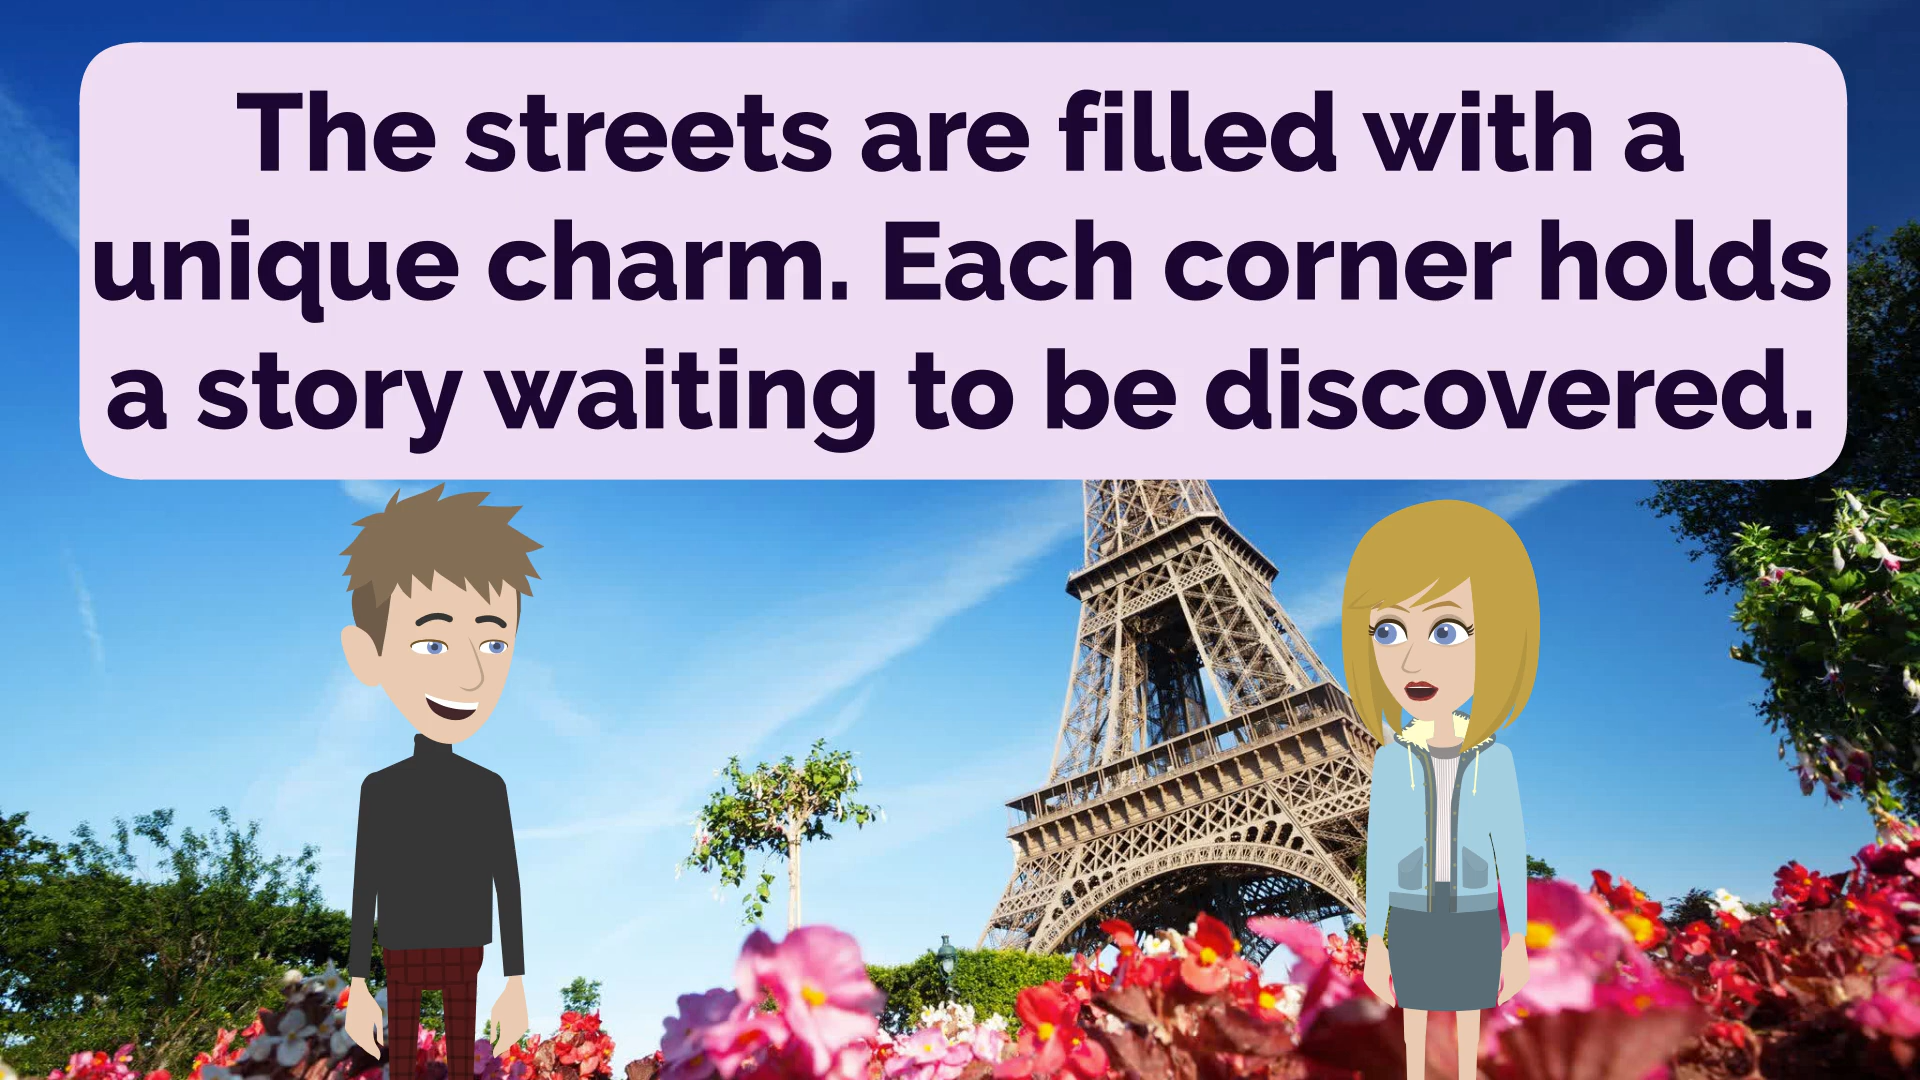 The streets are filled with a
unique charm. Each corner holds
a story waiting to be discovered.